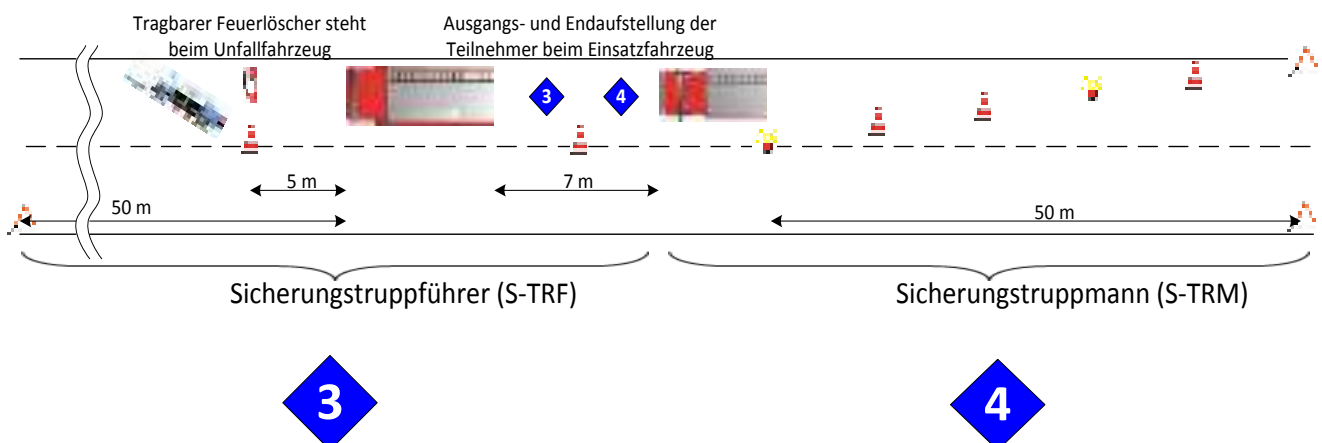 Tragbarer Feuerlöscher steht
beim Unfallfahrzeug
Ausgangs- und Endaufstellung der
Teilnehmer beim Einsatzfahrzeug
3
4
5 m
7 m
50 m
50 m
Sicherungstruppführer (S-TRF)
Sicherungstruppmann (S-TRM)
3
4